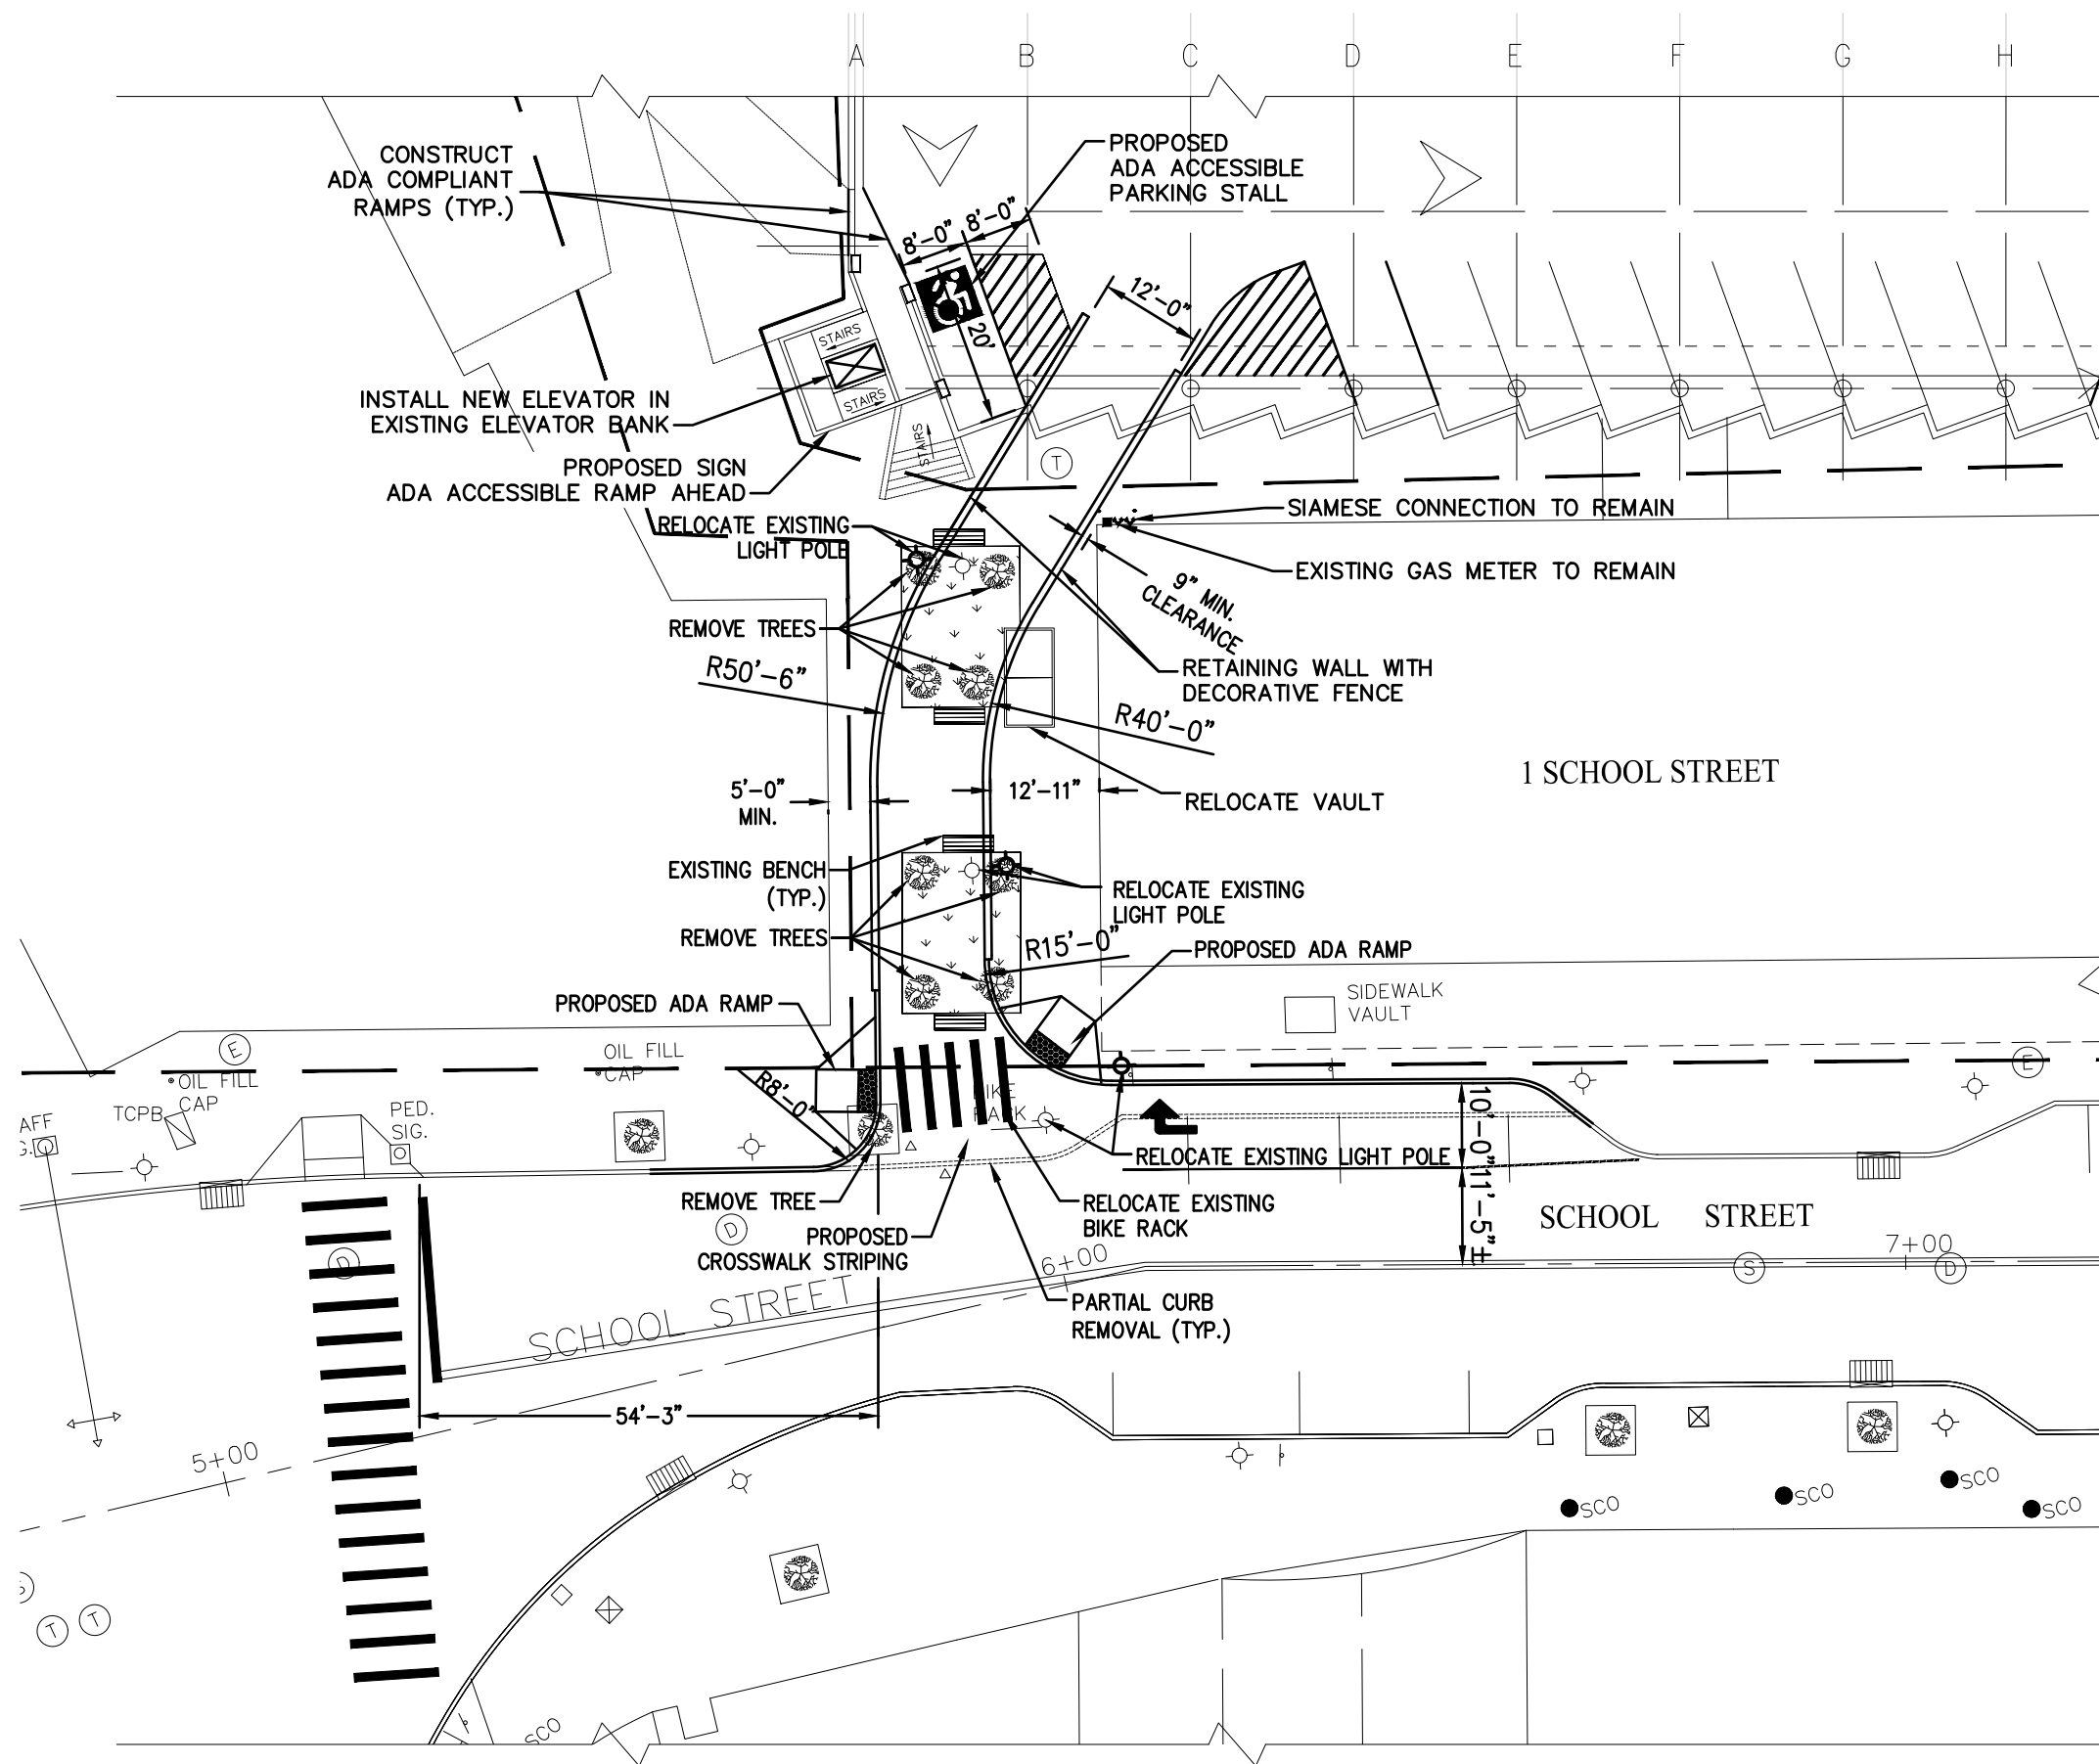 A B C D E F G H
CONSTRUCT
ADA COMPLIANT
RAMPS (TYP.)
PROPOSED
ADA ACCESSIBLE
PARKING STALL
8'-0"
8'-0"
12'-0"
20'
STAIRS
STAIRS
STAIRS
INSTALL NEW ELEVATOR IN
EXISTING ELEVATOR BANK
PROPOSED SIGN
ADA ACCESSIBLE RAMP AHEAD
T
SIAMESE CONNECTION TO REMAIN
RELOCATE EXISTING
LIGHT POLE
EXISTING GAS METER TO REMAIN
9" MIN.
CLEARANCE
REMOVE TREES
R50'-6"
RETAINING WALL WITH
DECORATIVE FENCE
R40'-0"
1 SCHOOL STREET
5'-0"
MIN.
12'-11"
RELOCATE VAULT
EXISTING BENCH
(TYP.)
RELOCATE EXISTING
LIGHT POLE
REMOVE TREES
R15'-0"
PROPOSED ADA RAMP
PROPOSED ADA RAMP
SIDEWALK
VAULT
E
OIL FILL
CAP
OIL FILL
CAP
E
R8'-0"
BIKE
RACK
AFF
TCPB
PED.
SIG.
10'-0"
11'-5"±
RELOCATE EXISTING LIGHT POLE
REMOVE TREE
RELOCATE EXISTING
BIKE RACK
D
PROPOSED
CROSSWALK STRIPING
SCHOOL STREET
D
6+00
7+00
S
D
PARTIAL CURB
REMOVAL (TYP.)
SCHOOL STREET
54'-3"
5+00
SCO
SCO
SCO
SCO
T
T
SCO